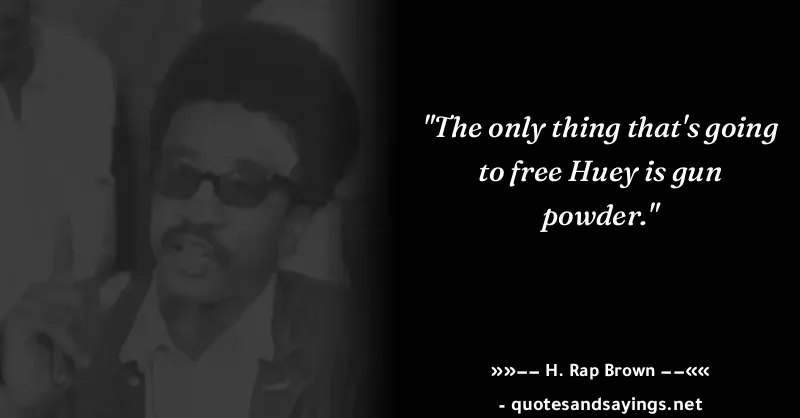 "The only thing that's going
to free Huey is gun
powder."
»»–– H. Rap Brown ––««
- quotesandsayings.net